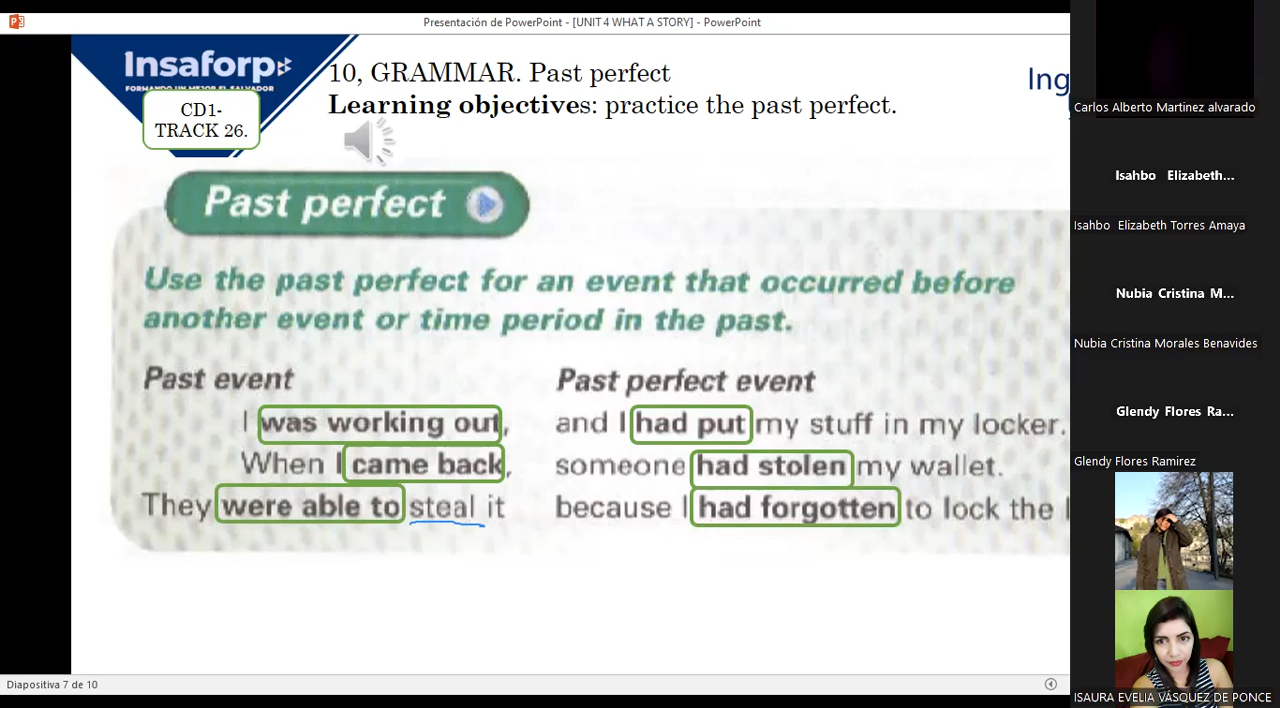 Presentación de PowerPoint - [UNIT 4 WHAT A STORY] - PowerPoint
Insaforp
FORMANDO UN MEJOR EL SALVADOR
CD1-
TRACK 26.
10, GRAMMAR. Past perfect
Learning objectives: practice the past perfect.
Ing
Past perfect
Use the past perfect for an event that occurred before
another event or time period in the past.
Past event Past perfect event
I was working out, and I had put my stuff in my locker.
When I came back, someone had stolen my wallet.
They were able to steal it because I had forgotten to lock the
Diapositiva 7 de 10
Carlos Alberto Martinez alvarado
Isahbo Elizabeth...
Isahbo Elizabeth Torres Amaya
Nubia Cristina M...
Nubia Cristina Morales Benavides
Glendy Flores Ra...
Glendy Flores Ramirez
ISAURA EVELIA VÁSQUEZ DE PONCE